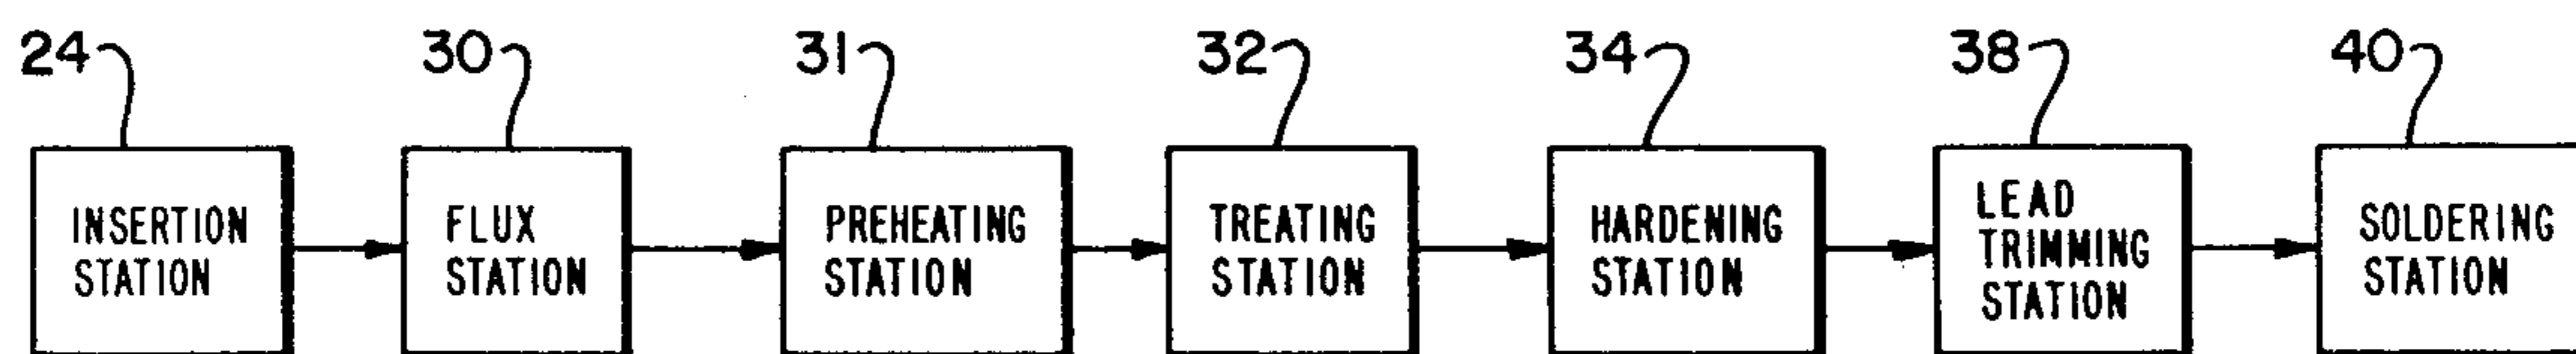 24 30 31 32 34 38 40
INSERTION
STATION
FLUX
STATION
PREHEATING
STATION
TREATING
STATION
HARDENING
STATION
LEAD
TRIMMING
STATION
SOLDERING
STATION